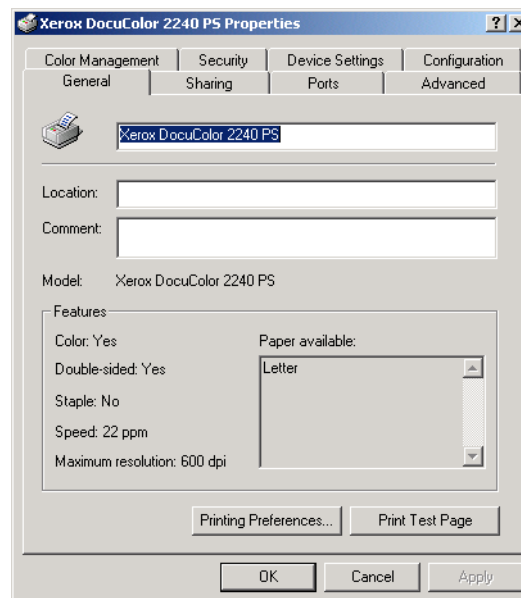 Xerox DocuColor 2240 PS Properties
Color Management Security Device Settings Configuration
General Sharing Ports Advanced
Xerox DocuColor 2240 PS
Location:
Comment:
Model: Xerox DocuColor 2240 PS
Features
Color: Yes Paper available:
Double-sided: Yes Letter
Staple: No
Speed: 22 ppm
Maximum resolution: 600 dpi
Printing Preferences... Print Test Page
OK Cancel Apply